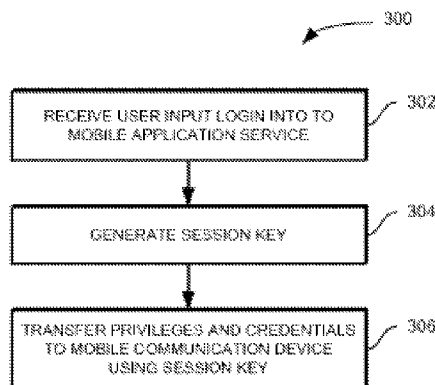 300
RECEIVE USER INPUT LOGIN INTO TO
MOBILE APPLICATION SERVICE
302
GENERATE SESSION KEY
304
TRANSFER PRIVILEGES AND CREDENTIALS
TO MOBILE COMMUNICATION DEVICE
USING SESSION KEY
306